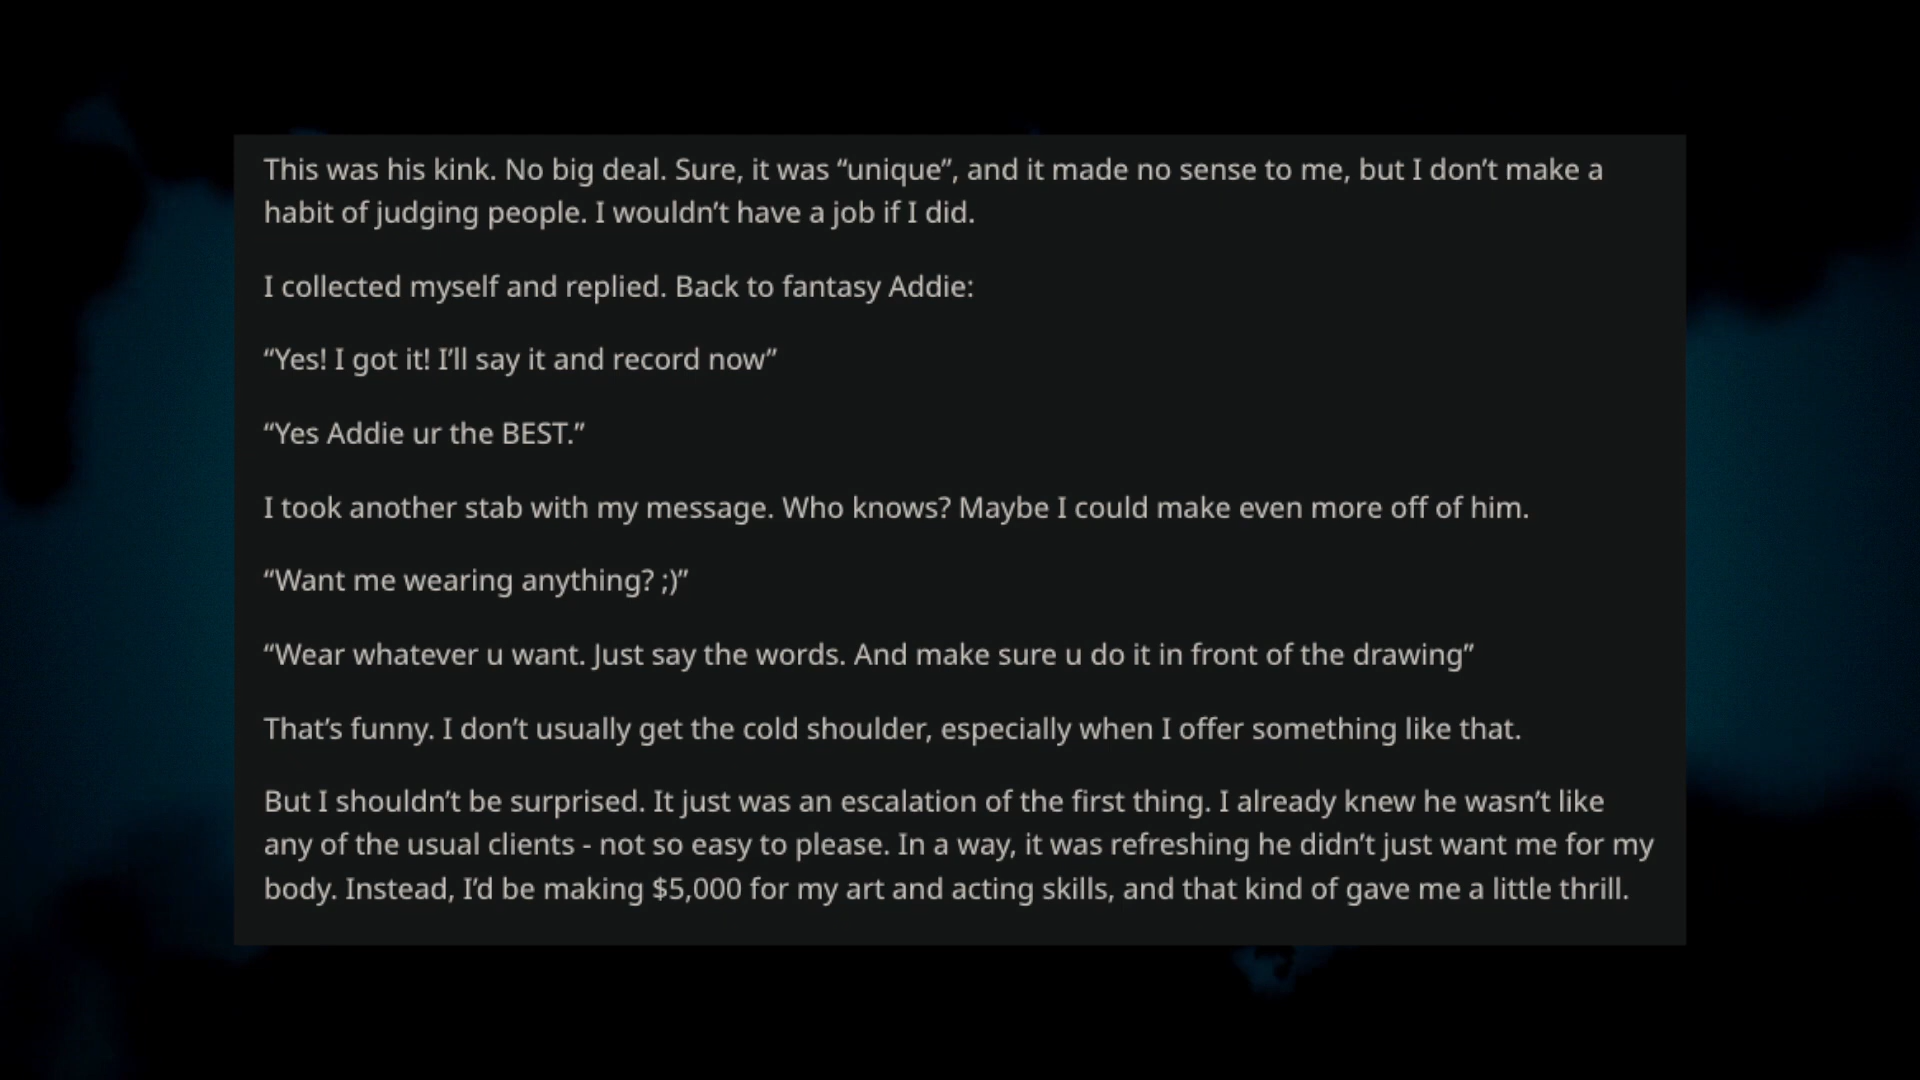 This was his kink. No big deal. Sure, it was “unique”, and it made no sense to me, but I don’t make a
habit of judging people. I wouldn’t have a job if I did.
I collected myself and replied. Back to fantasy Addie:
“Yes! I got it! I’ll say it and record now”
“Yes Addie ur the BEST.”
I took another stab with my message. Who knows? Maybe I could make even more off of him.
“Want me wearing anything? ;)”
“Wear whatever u want. Just say the words. And make sure u do it in front of the drawing”
That’s funny. I don’t usually get the cold shoulder, especially when I offer something like that.
But I shouldn’t be surprised. It just was an escalation of the first thing. I already knew he wasn’t like
any of the usual clients - not so easy to please. In a way, it was refreshing he didn’t just want me for my
body. Instead, I’d be making $5,000 for my art and acting skills, and that kind of gave me a little thrill.